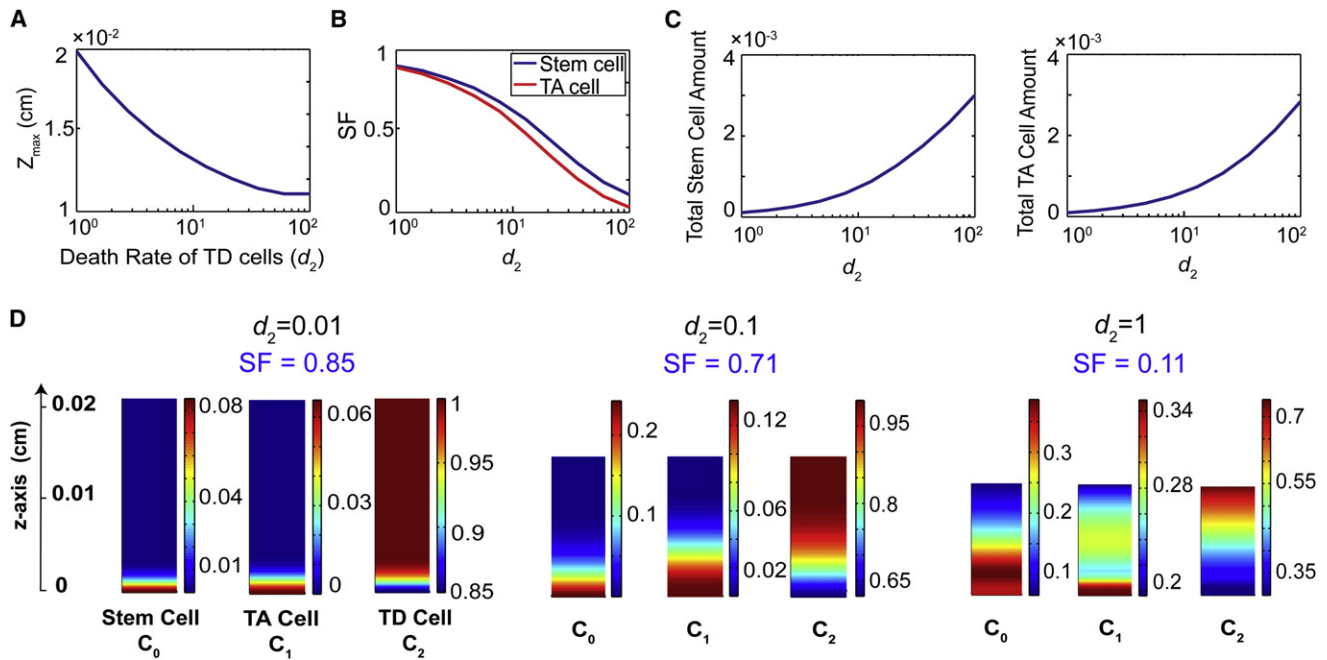 A
×10⁻²
2
1.5
1
Z_max (cm)
10⁰ 10¹ 10²
Death Rate of TD cells (d₂)
B
1
0.5
0
SF
Stem cell
TA cell
10⁰ 10¹ 10²
d₂
C
×10⁻³
4
2
0
Total Stem Cell Amount
10⁰ 10¹ 10²
d₂
×10⁻³
4
2
0
Total TA Cell Amount
10⁰ 10¹ 10²
d₂
D
d₂=0.01
SF = 0.85
z-axis (cm)
0.02
0.01
0
0.08
0.04
0.01
0.06
0.03
0
1
0.95
0.9
0.85
Stem Cell
C₀
TA Cell
C₁
TD Cell
C₂
d₂=0.1
SF = 0.71
0.2
0.1
0.12
0.06
0.02
0.95
0.8
0.65
C₀
C₁
C₂
d₂=1
SF = 0.11
0.3
0.2
0.1
0.34
0.28
0.2
0.7
0.55
0.35
C₀
C₁
C₂